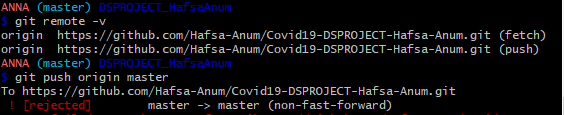 ANNA (master) DSPROJECT_HafsaAnum
$ git remote -v
origin https://github.com/Hafsa-Anum/Covid19-DSPROJECT-Hafsa-Anum.git (fetch)
origin https://github.com/Hafsa-Anum/Covid19-DSPROJECT-Hafsa-Anum.git (push)
ANNA (master) DSPROJECT_HafsaAnum
$ git push origin master
To https://github.com/Hafsa-Anum/Covid19-DSPROJECT-Hafsa-Anum.git
! [rejected] master -> master (non-fast-forward)